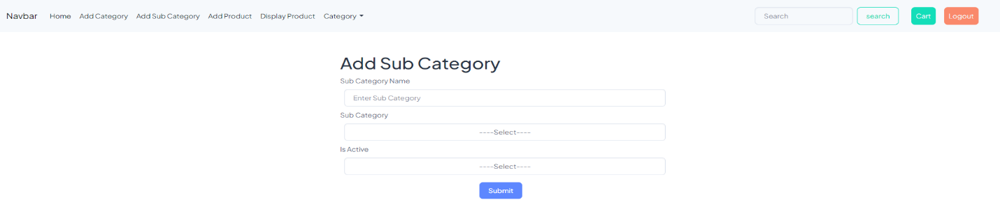 Navbar Home Add Category Add Sub Category Add Product Display Product Category Search search Cart Logout
Add Sub Category
Sub Category Name
Enter Sub Category
Sub Category
----Select----
Is Active
----Select----
Submit